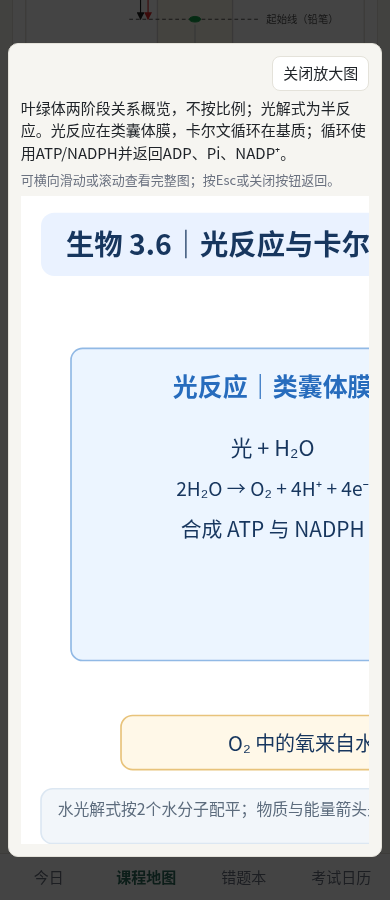 起始线（铅笔）
关闭放大图
叶绿体两阶段关系概览，不按比例；光解式为半反
应。光反应在类囊体膜，卡尔文循环在基质；循环使
用ATP/NADPH并返回ADP、Pi、NADP⁺。
可横向滑动或滚动查看完整图；按Esc或关闭按钮返回。
生物 3.6｜光反应与卡尔
光反应｜类囊体膜
光 + H₂O
2H₂O → O₂ + 4H⁺ + 4e⁻
合成 ATP 与 NADPH
O₂ 中的氧来自水
水光解式按2个水分子配平；物质与能量箭头
今日 课程地图 错题本 考试日历